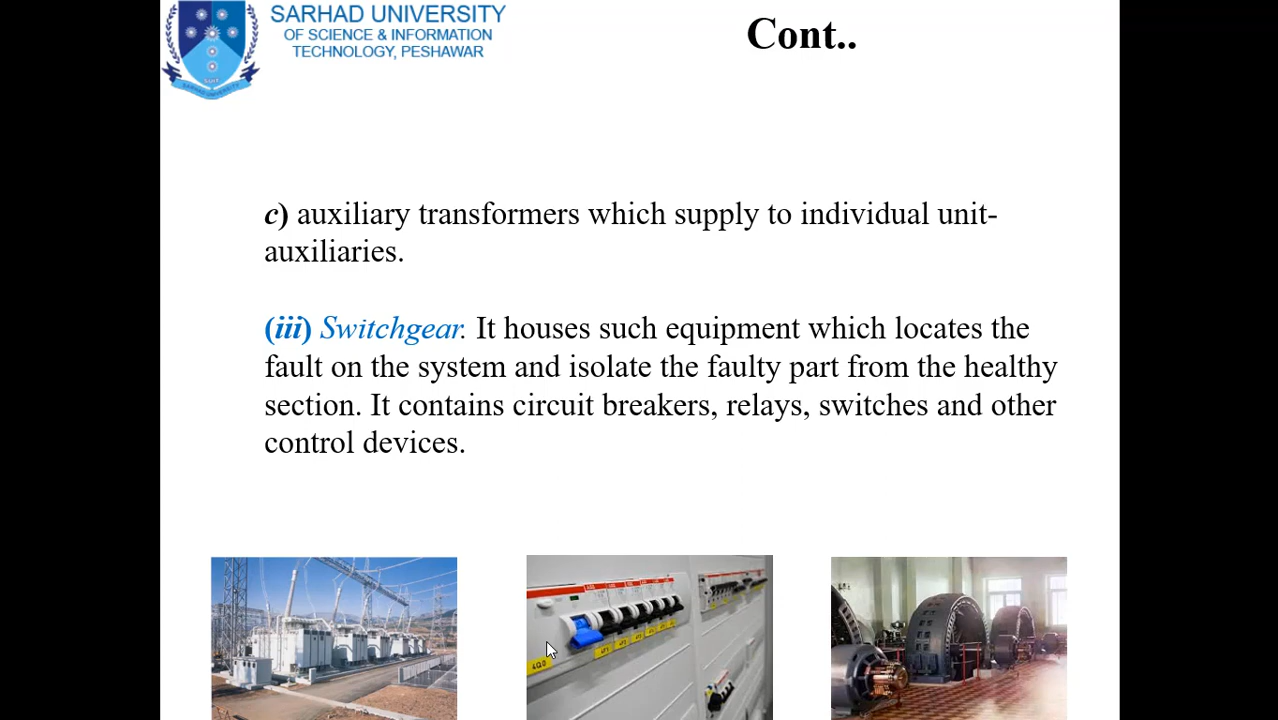 SARHAD UNIVERSITY
OF SCIENCE & INFORMATION
TECHNOLOGY, PESHAWAR
Cont..
c) auxiliary transformers which supply to individual unit-
auxiliaries.
(iii) Switchgear. It houses such equipment which locates the
fault on the system and isolate the faulty part from the healthy
section. It contains circuit breakers, relays, switches and other
control devices.
4Q0